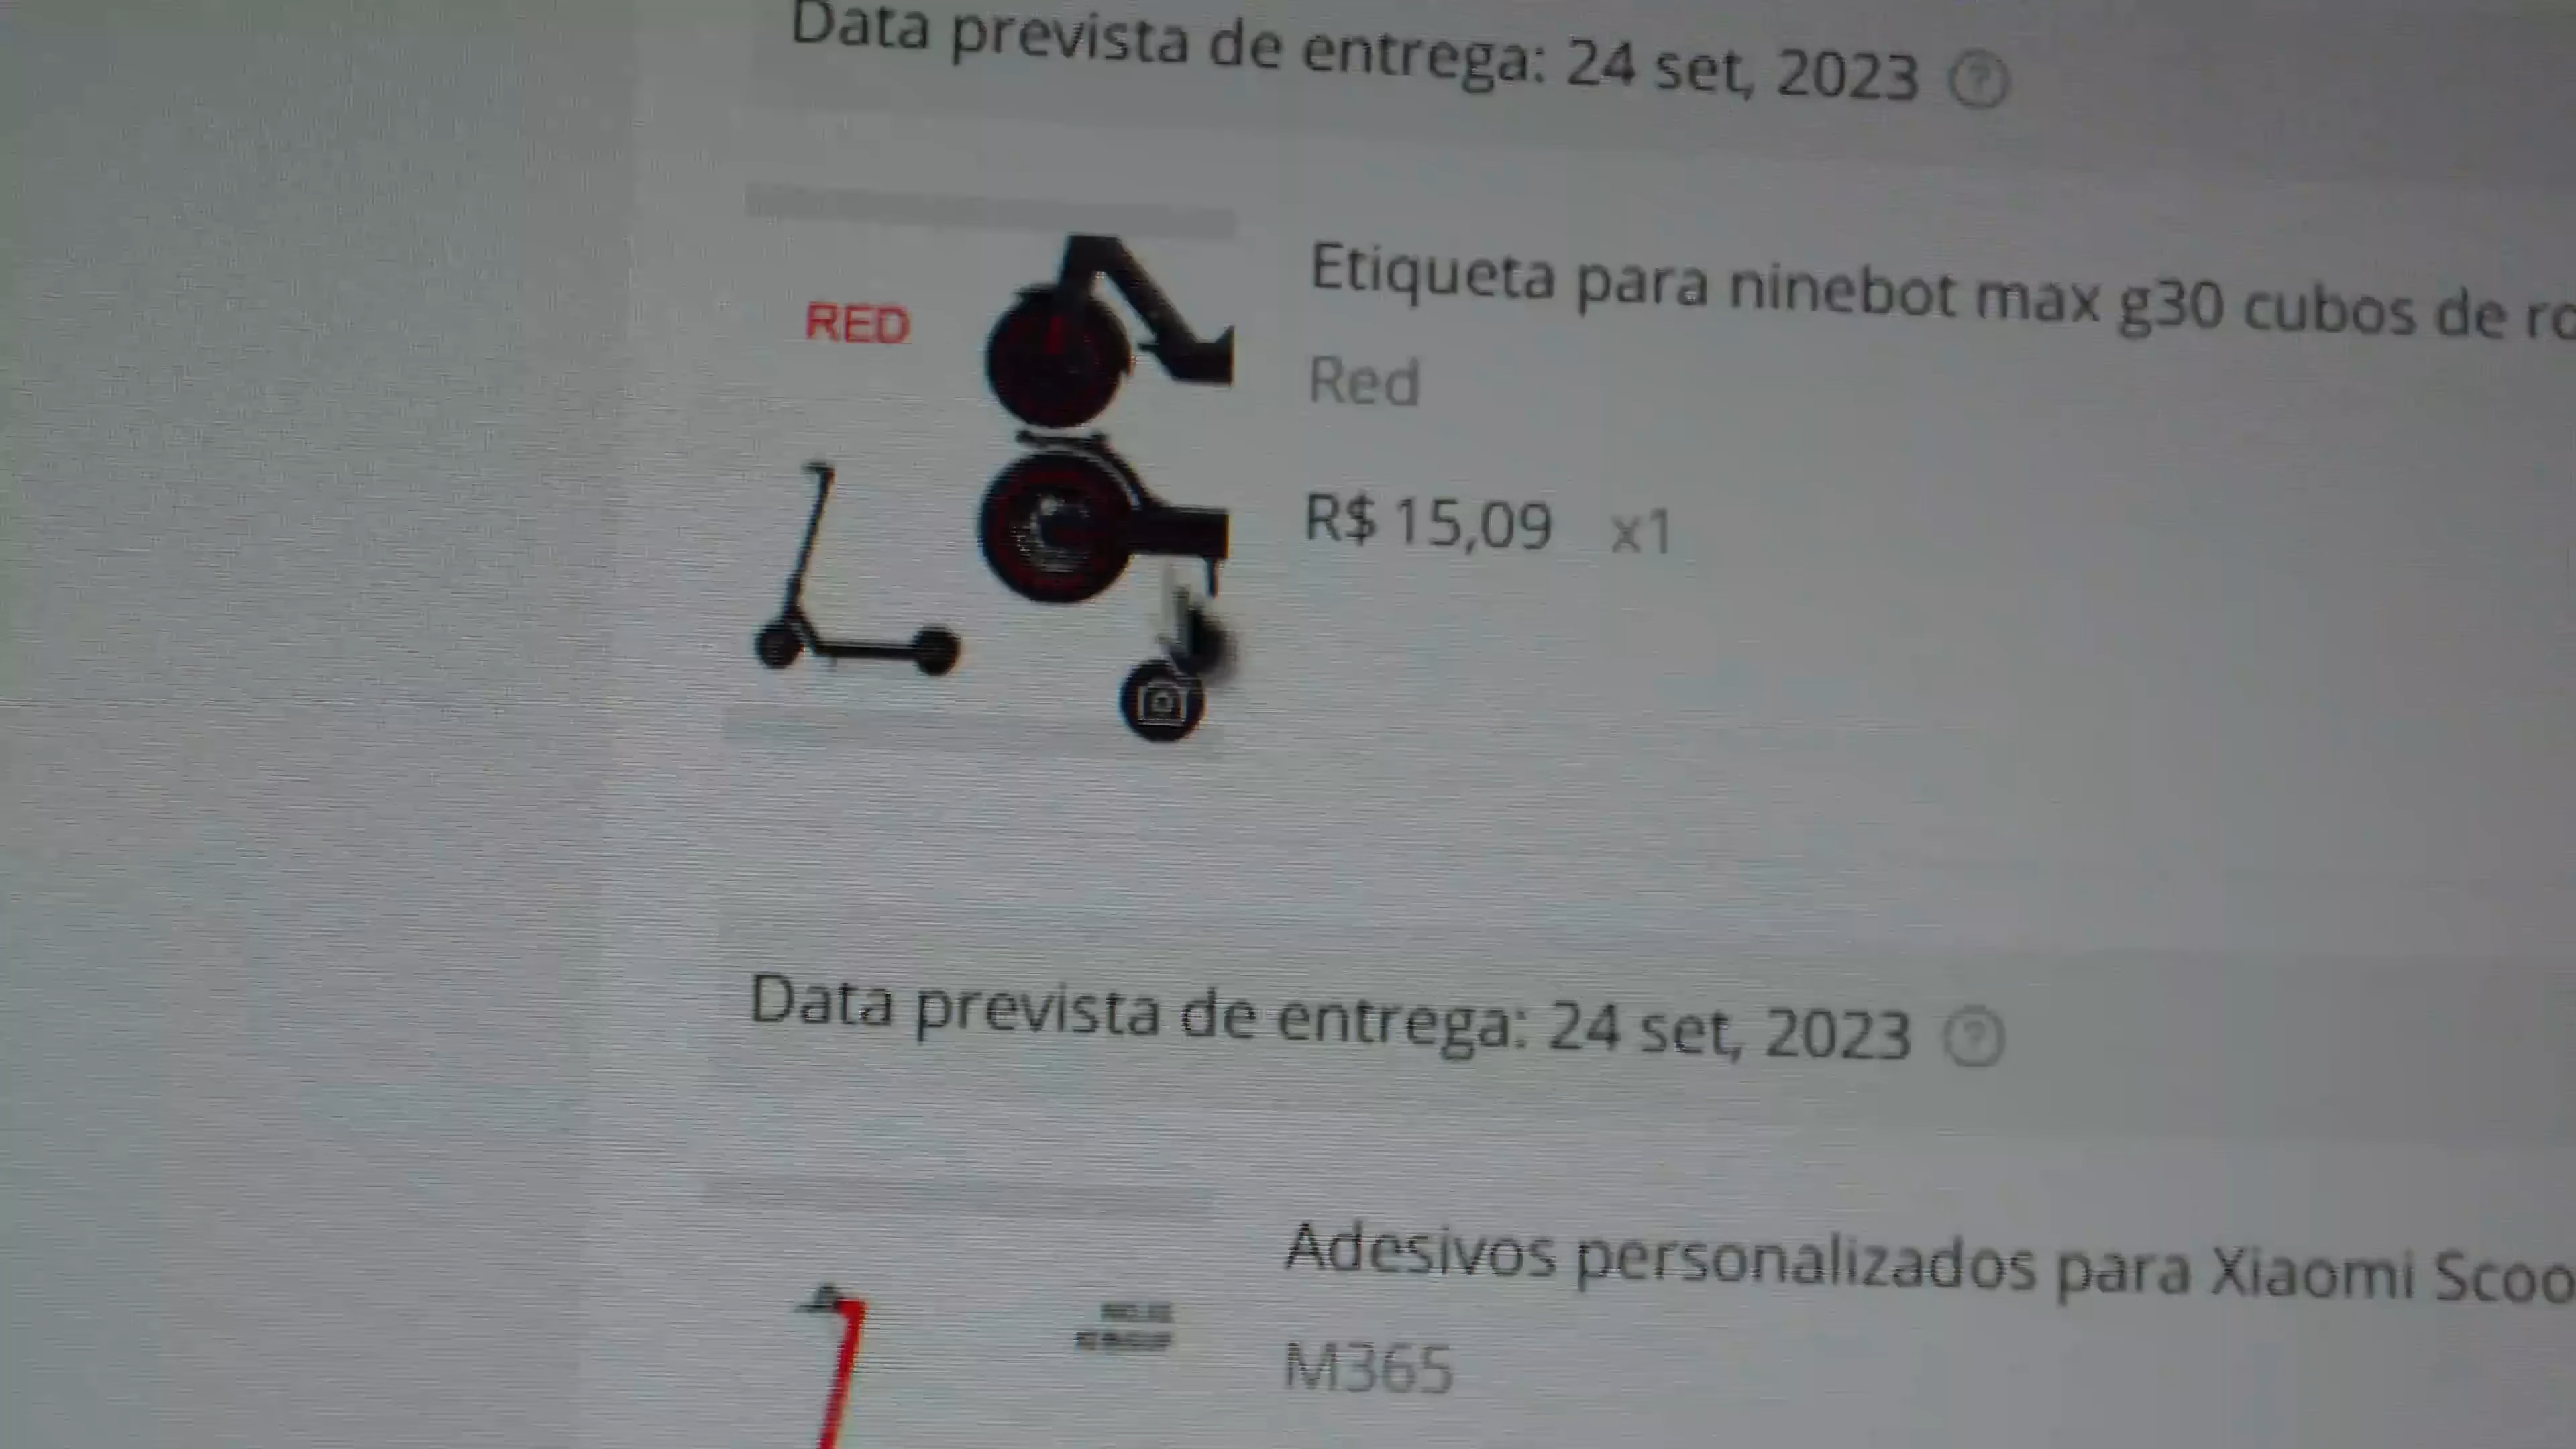 Data prevista de entrega: 24 set, 2023
RED
Etiqueta para ninebot max g30 cubos de
Red
R$ 15,09 x1
Data prevista de entrega: 24 set, 2023
Adesivos personalizados para Xiaomi
M365